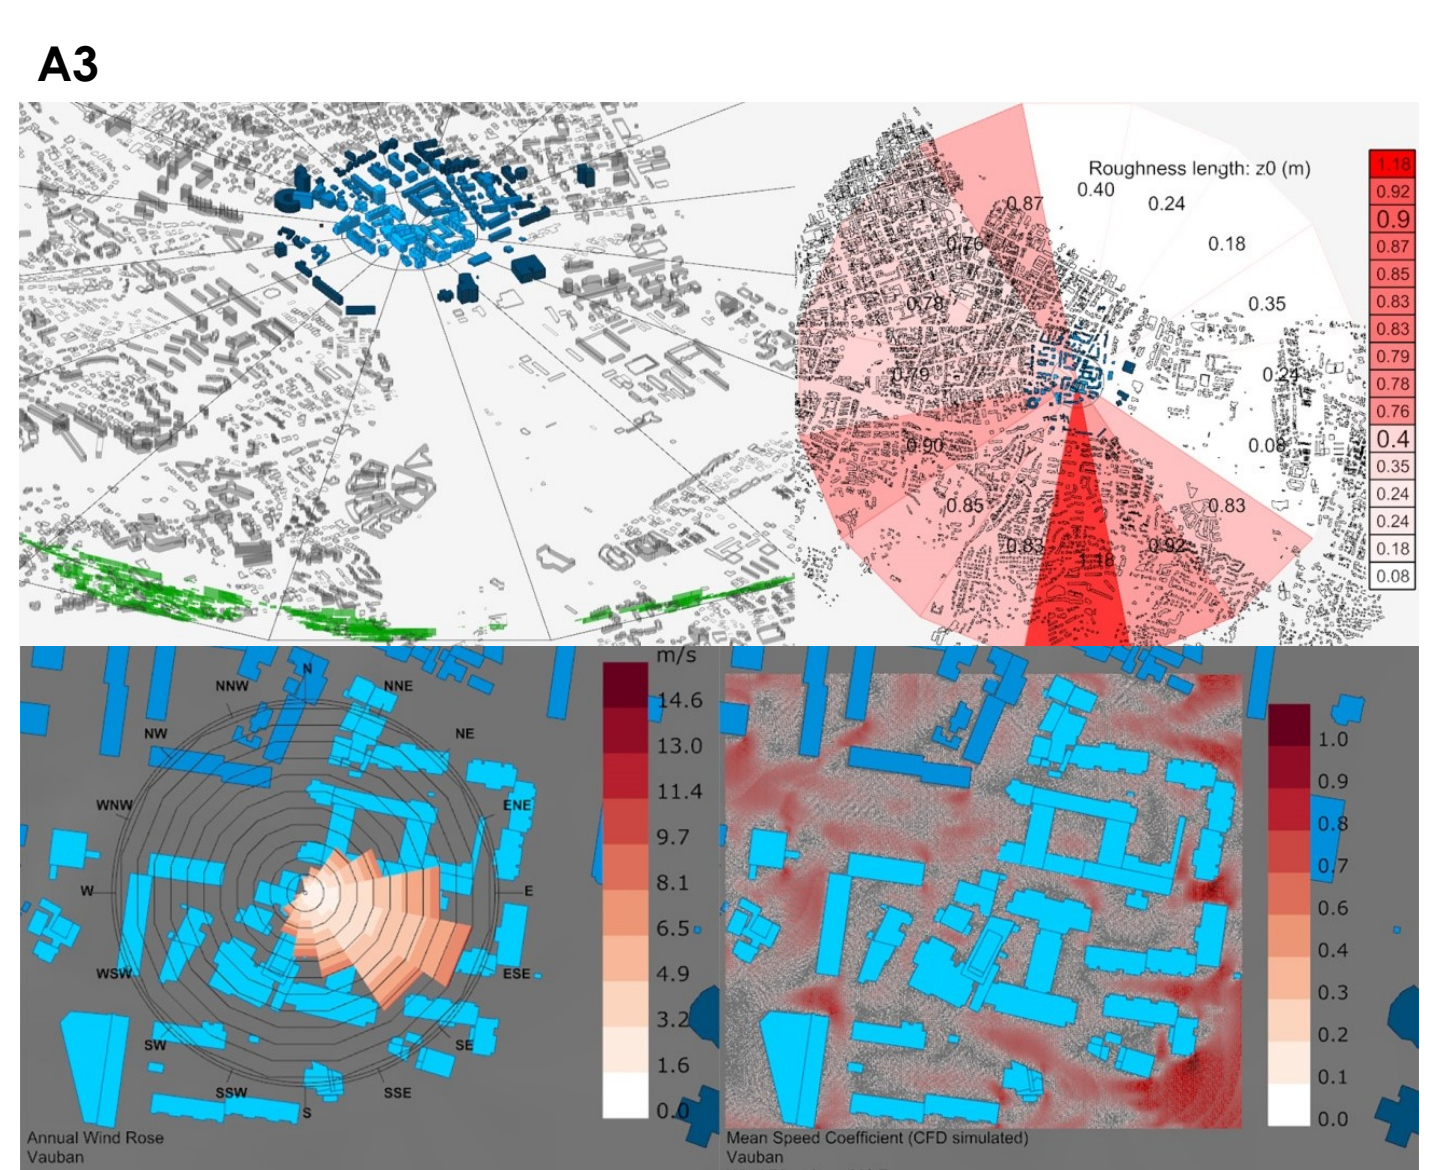 A3
Roughness length: z0 (m)
0.40
0.24
0.87
0.18
0.76
0.35
0.78
0.24
0.79
0.08
0.90
0.83
0.85
0.83
0.92
1.18
1.18
0.92
0.9
0.87
0.85
0.83
0.83
0.79
0.78
0.76
0.4
0.35
0.24
0.24
0.18
0.08
N
NNW
NNE
NW
NE
WNW
ENE
W
E
WSW
ESE
SW
SE
SSW
SSE
S
m/s
14.6
13.0
11.4
9.7
8.1
6.5
4.9
3.2
1.6
0.0
Annual Wind Rose
Vauban
1.0
0.9
0.8
0.7
0.6
0.4
0.3
0.2
0.1
0.0
Mean Speed Coefficient (CFD simulated)
Vauban